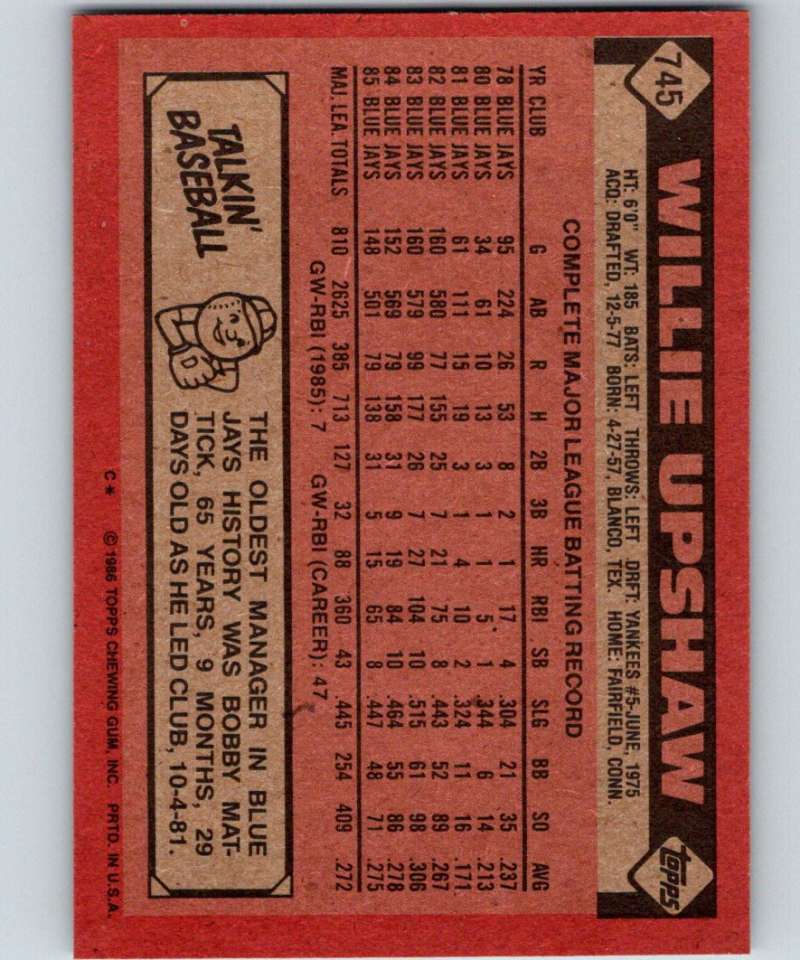 745
WILLIE UPSHAW
topps
HT: 6'0" WT: 185 BATS: LEFT THROWS: LEFT DRFT: YANKEES #5-JUNE, 1975
ACQ: DRAFTED, 12-5-77 BORN: 4-27-57, BLANCO, TEX. HOME: FAIRFIELD, CONN.
COMPLETE MAJOR LEAGUE BATTING RECORD
YR CLUB G AB R H 2B 3B HR RBI SB SLG BB SO AVG
78 BLUE JAYS 95 224 26 53 8 2 1 17 4 .304 21 35 .237
80 BLUE JAYS 34 61 10 13 3 1 1 5 1 .344 6 14 .213
81 BLUE JAYS 61 111 15 19 3 1 4 10 2 .324 11 16 .171
82 BLUE JAYS 160 580 77 155 25 7 21 75 8 .443 52 89 .267
83 BLUE JAYS 160 579 99 177 26 7 27 104 10 .515 61 98 .306
84 BLUE JAYS 152 569 79 158 31 9 19 84 10 .464 55 86 .278
85 BLUE JAYS 148 501 79 138 31 5 15 65 8 .447 48 71 .275
MAJ. LEA. TOTALS 810 2625 385 713 127 32 88 360 43 .445 254 409 .272
GW-RBI (1985): 7 GW-RBI (CAREER): 47
TALKIN'
BASEBALL
THE OLDEST MANAGER IN BLUE
JAYS HISTORY WAS BOBBY MAT-
TICK, 65 YEARS, 9 MONTHS, 29
DAYS OLD AS HE LED CLUB, 10-4-81.
C* © 1986 TOPPS CHEWING GUM, INC. PRTD. IN U.S.A.